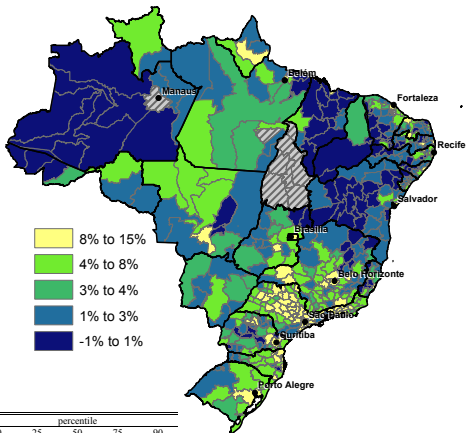 Belém
Manaus
Fortaleza
Recife
Salvador
Brasília
8% to 15%
4% to 8%
3% to 4%
1% to 3%
-1% to 1%
Belo Horizonte
São Paulo
Curitiba
Porto Alegre
percentile
25 50 75 90